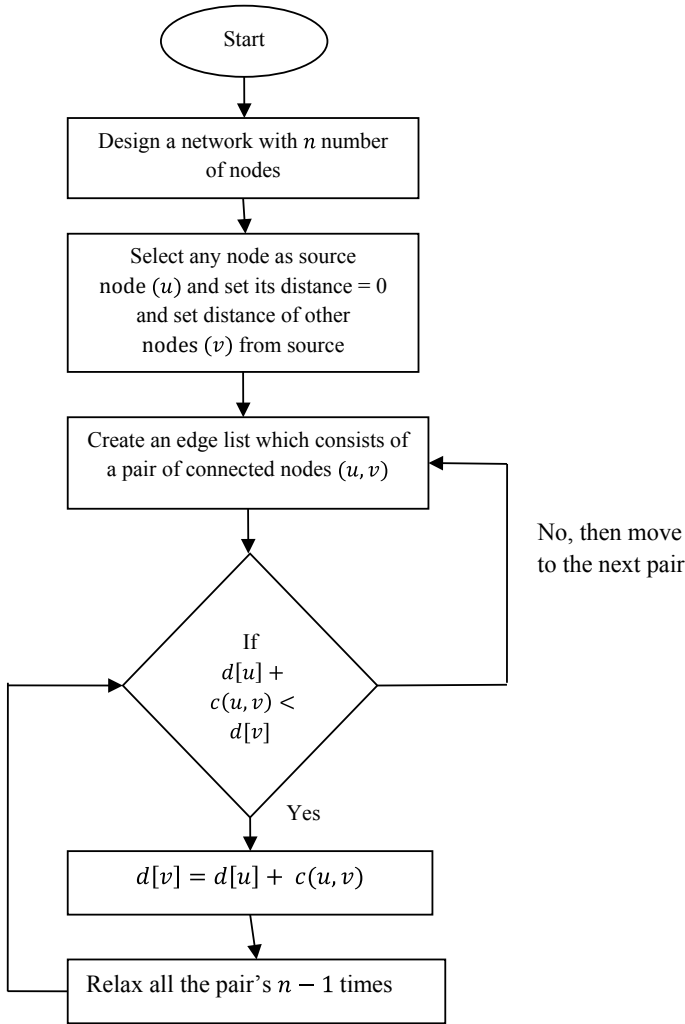 Start
Design a network with n number
of nodes
Select any node as source
node (u) and set its distance = 0
and set distance of other
nodes (v) from source
Create an edge list which consists of
a pair of connected nodes (u, v)
No, then move
to the next pair
If
d[u] +
c(u, v) <
d[v]
Yes
d[v] = d[u] + c(u, v)
Relax all the pair's n − 1 times